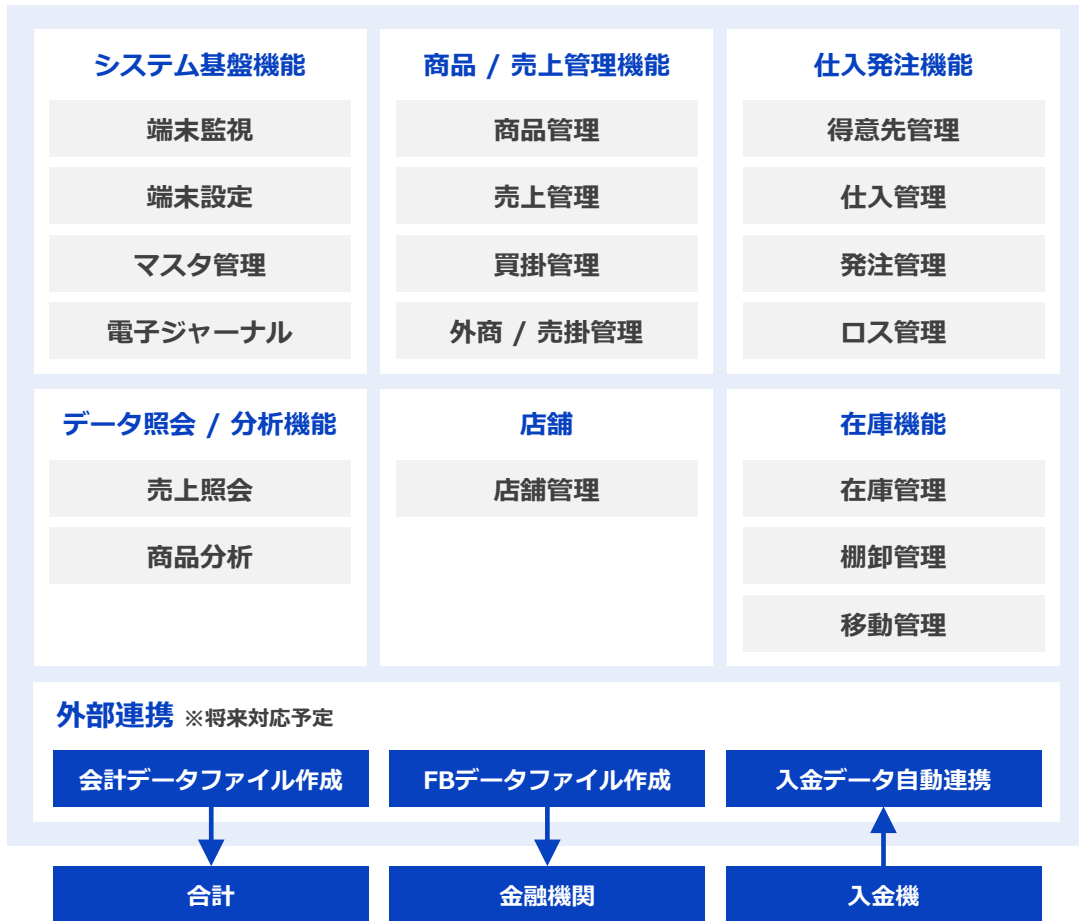 システム基盤機能
端末監視
端末設定
マスタ管理
電子ジャーナル
商品 / 売上管理機能
商品管理
売上管理
買掛管理
外商 / 売掛管理
仕入発注機能
得意先管理
仕入管理
発注管理
ロス管理
データ照会 / 分析機能
売上照会
商品分析
店舗
店舗管理
在庫機能
在庫管理
棚卸管理
移動管理
外部連携 ※将来対応予定
会計データファイル作成
FBデータファイル作成
入金データ自動連携
合計
金融機関
入金機